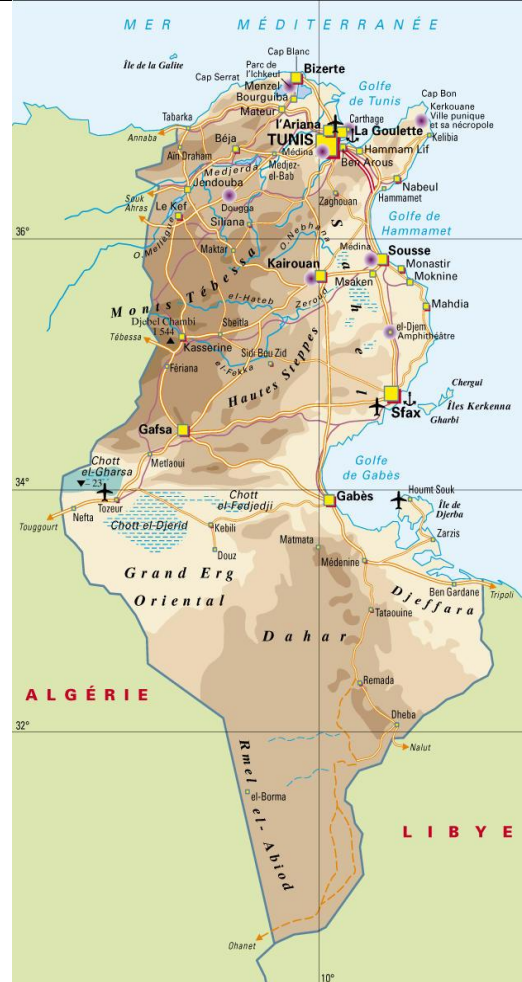 MER MÉDITERRANÉE
Cap Blanc
Île de la Galite
Parc de
l'Ichkeul
Bizerte
Cap Serrat
Menzel
Bourguiba
Golfe
de Tunis
Cap Bon
Kerkouane
Ville punique
et sa nécropole
Mateur
Tabarka
Carthage
l'Ariana
La Goulette
Kelibia
Annaba
Béja
TUNIS
Aïn Draham
Médina
Hammam Lif
Medjerda
Medjez-
el-Bab
Ben Arous
Jendouba
Nabeul
Souk
Ahras
Zaghouan
Hammamet
Le Kef
Dougga
Siliana
Golfe de
Hammamet
36°
O. Mellègue
O. Nebhana
Maktar
Médina
Sousse
Kairouan
Monastir
Msaken
Moknine
Monts Tébessa
el-Hateb
Zeroud
Mahdia
Sahel
Djebel Chambi
1 544
Sbeïtla
el-Djem
Amphithéâtre
Tébessa
Kasserine
Sidi Bou Zid
el-Fekka
Fériana
Hautes Steppes
Chergui
Îles Kerkenna
Gharbi
Sfax
Gafsa
Metlaoui
Chott
el-Gharsa
– 23
Golfe
de Gabès
34°
Tozeur
Chott
el-Fedjedji
Gabès
Houmt Souk
Nefta
Île de
Djerba
Touggourt
Chott el-Djerid
Kebili
Zarzis
Douz
Matmata
Médenine
Grand Erg
Oriental
Ben Gardane
Tripoli
Djeffara
Tataouine
Dahar
Remada
ALGÉRIE
Dheba
32°
Nalut
Rmel el-Abiod
el-Borma
LIBYE
Ohanet
10°